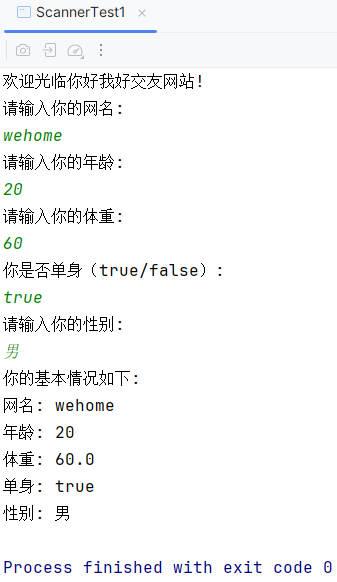 ScannerTest1
欢迎光临你好我好交友网站!
请输入你的网名:
wehome
请输入你的年龄:
20
请输入你的体重:
60
你是否单身（true/false）:
true
请输入你的性别:
男
你的基本情况如下:
网名: wehome
年龄: 20
体重: 60.0
单身: true
性别: 男
Process finished with exit code 0